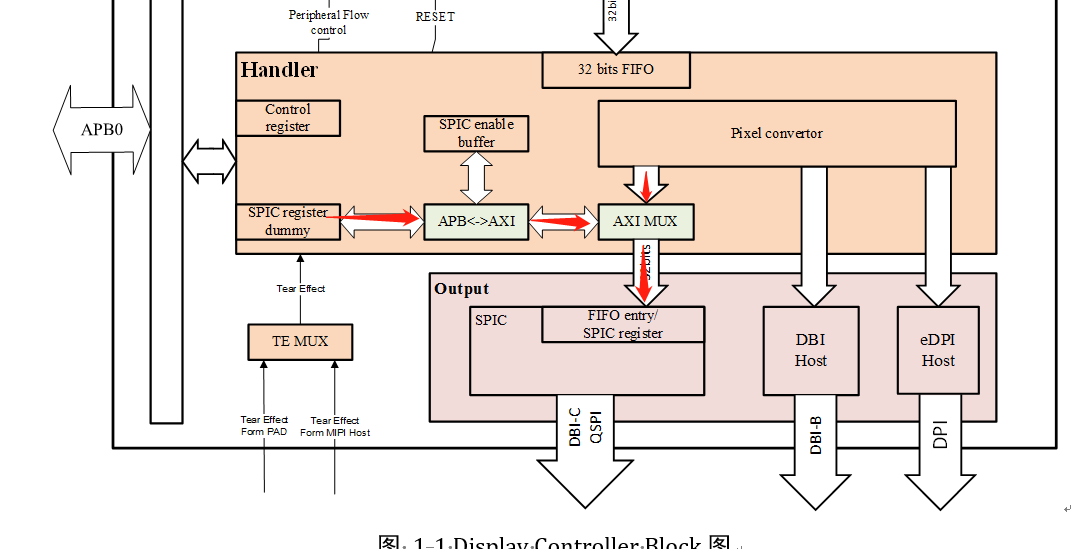 Peripheral Flow
control
RESET
32 bi
Handler
32 bits FIFO
Control
register
SPIC enable
buffer
Pixel convertor
APB0
SPIC register
dummy
APB<->AXI
AXI MUX
32bits
Tear Effect
Output
SPIC
FIFO entry/
SPIC register
TE MUX
DBI
Host
eDPI
Host
Tear Effect
Form PAD
Tear Effect
Form MIPI Host
DBI-C
QSPI
DBI-B
DPI
图 1-1 Display Controller Block 图